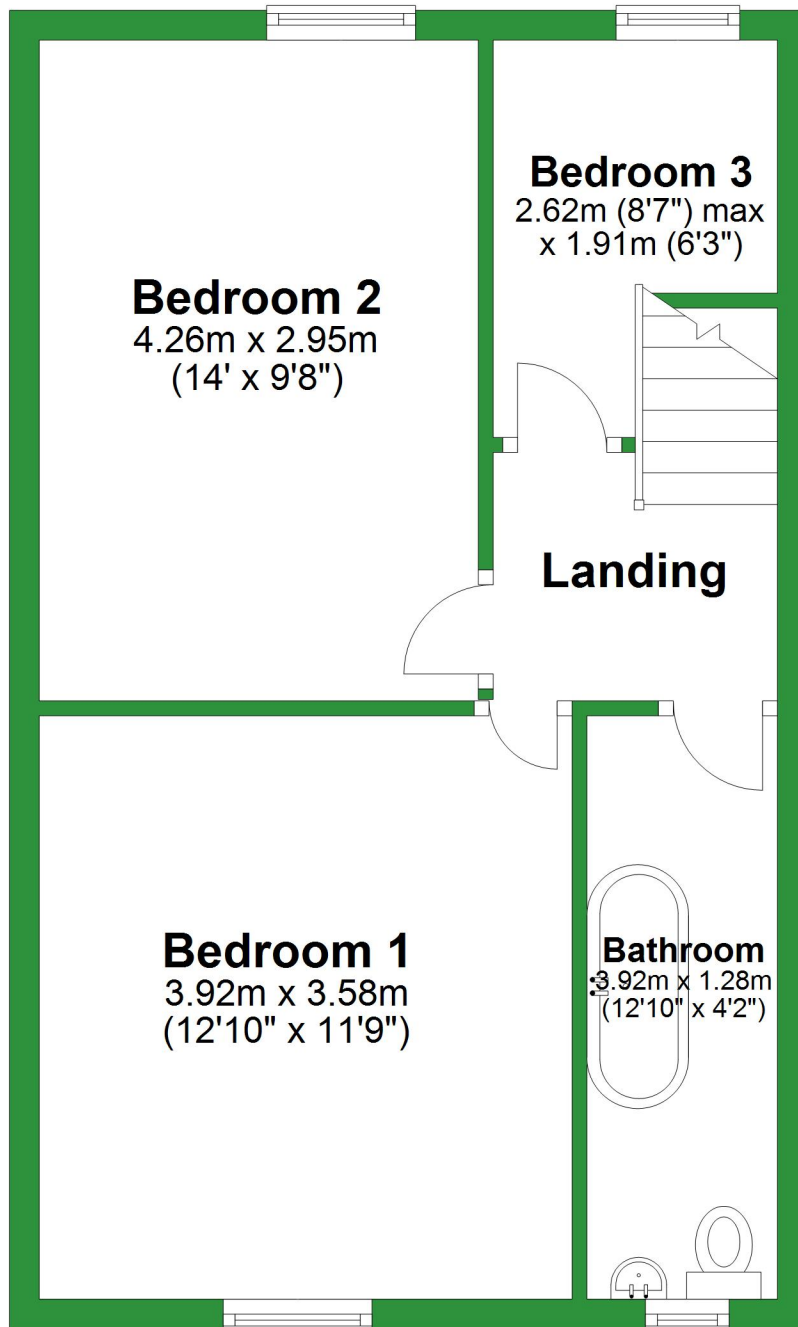 Bedroom 3
2.62m (8'7") max
x 1.91m (6'3")
Bedroom 2
4.26m x 2.95m
(14' x 9'8")
Landing
Bedroom 1
3.92m x 3.58m
(12'10" x 11'9")
Bathroom
3.92m x 1.28m
(12'10" x 4'2")